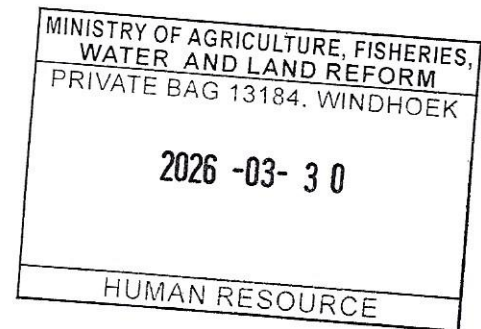 MINISTRY OF AGRICULTURE, FISHERIES,
WATER AND LAND REFORM
PRIVATE BAG 13184. WINDHOEK
2026 -03- 30
HUMAN RESOURCE